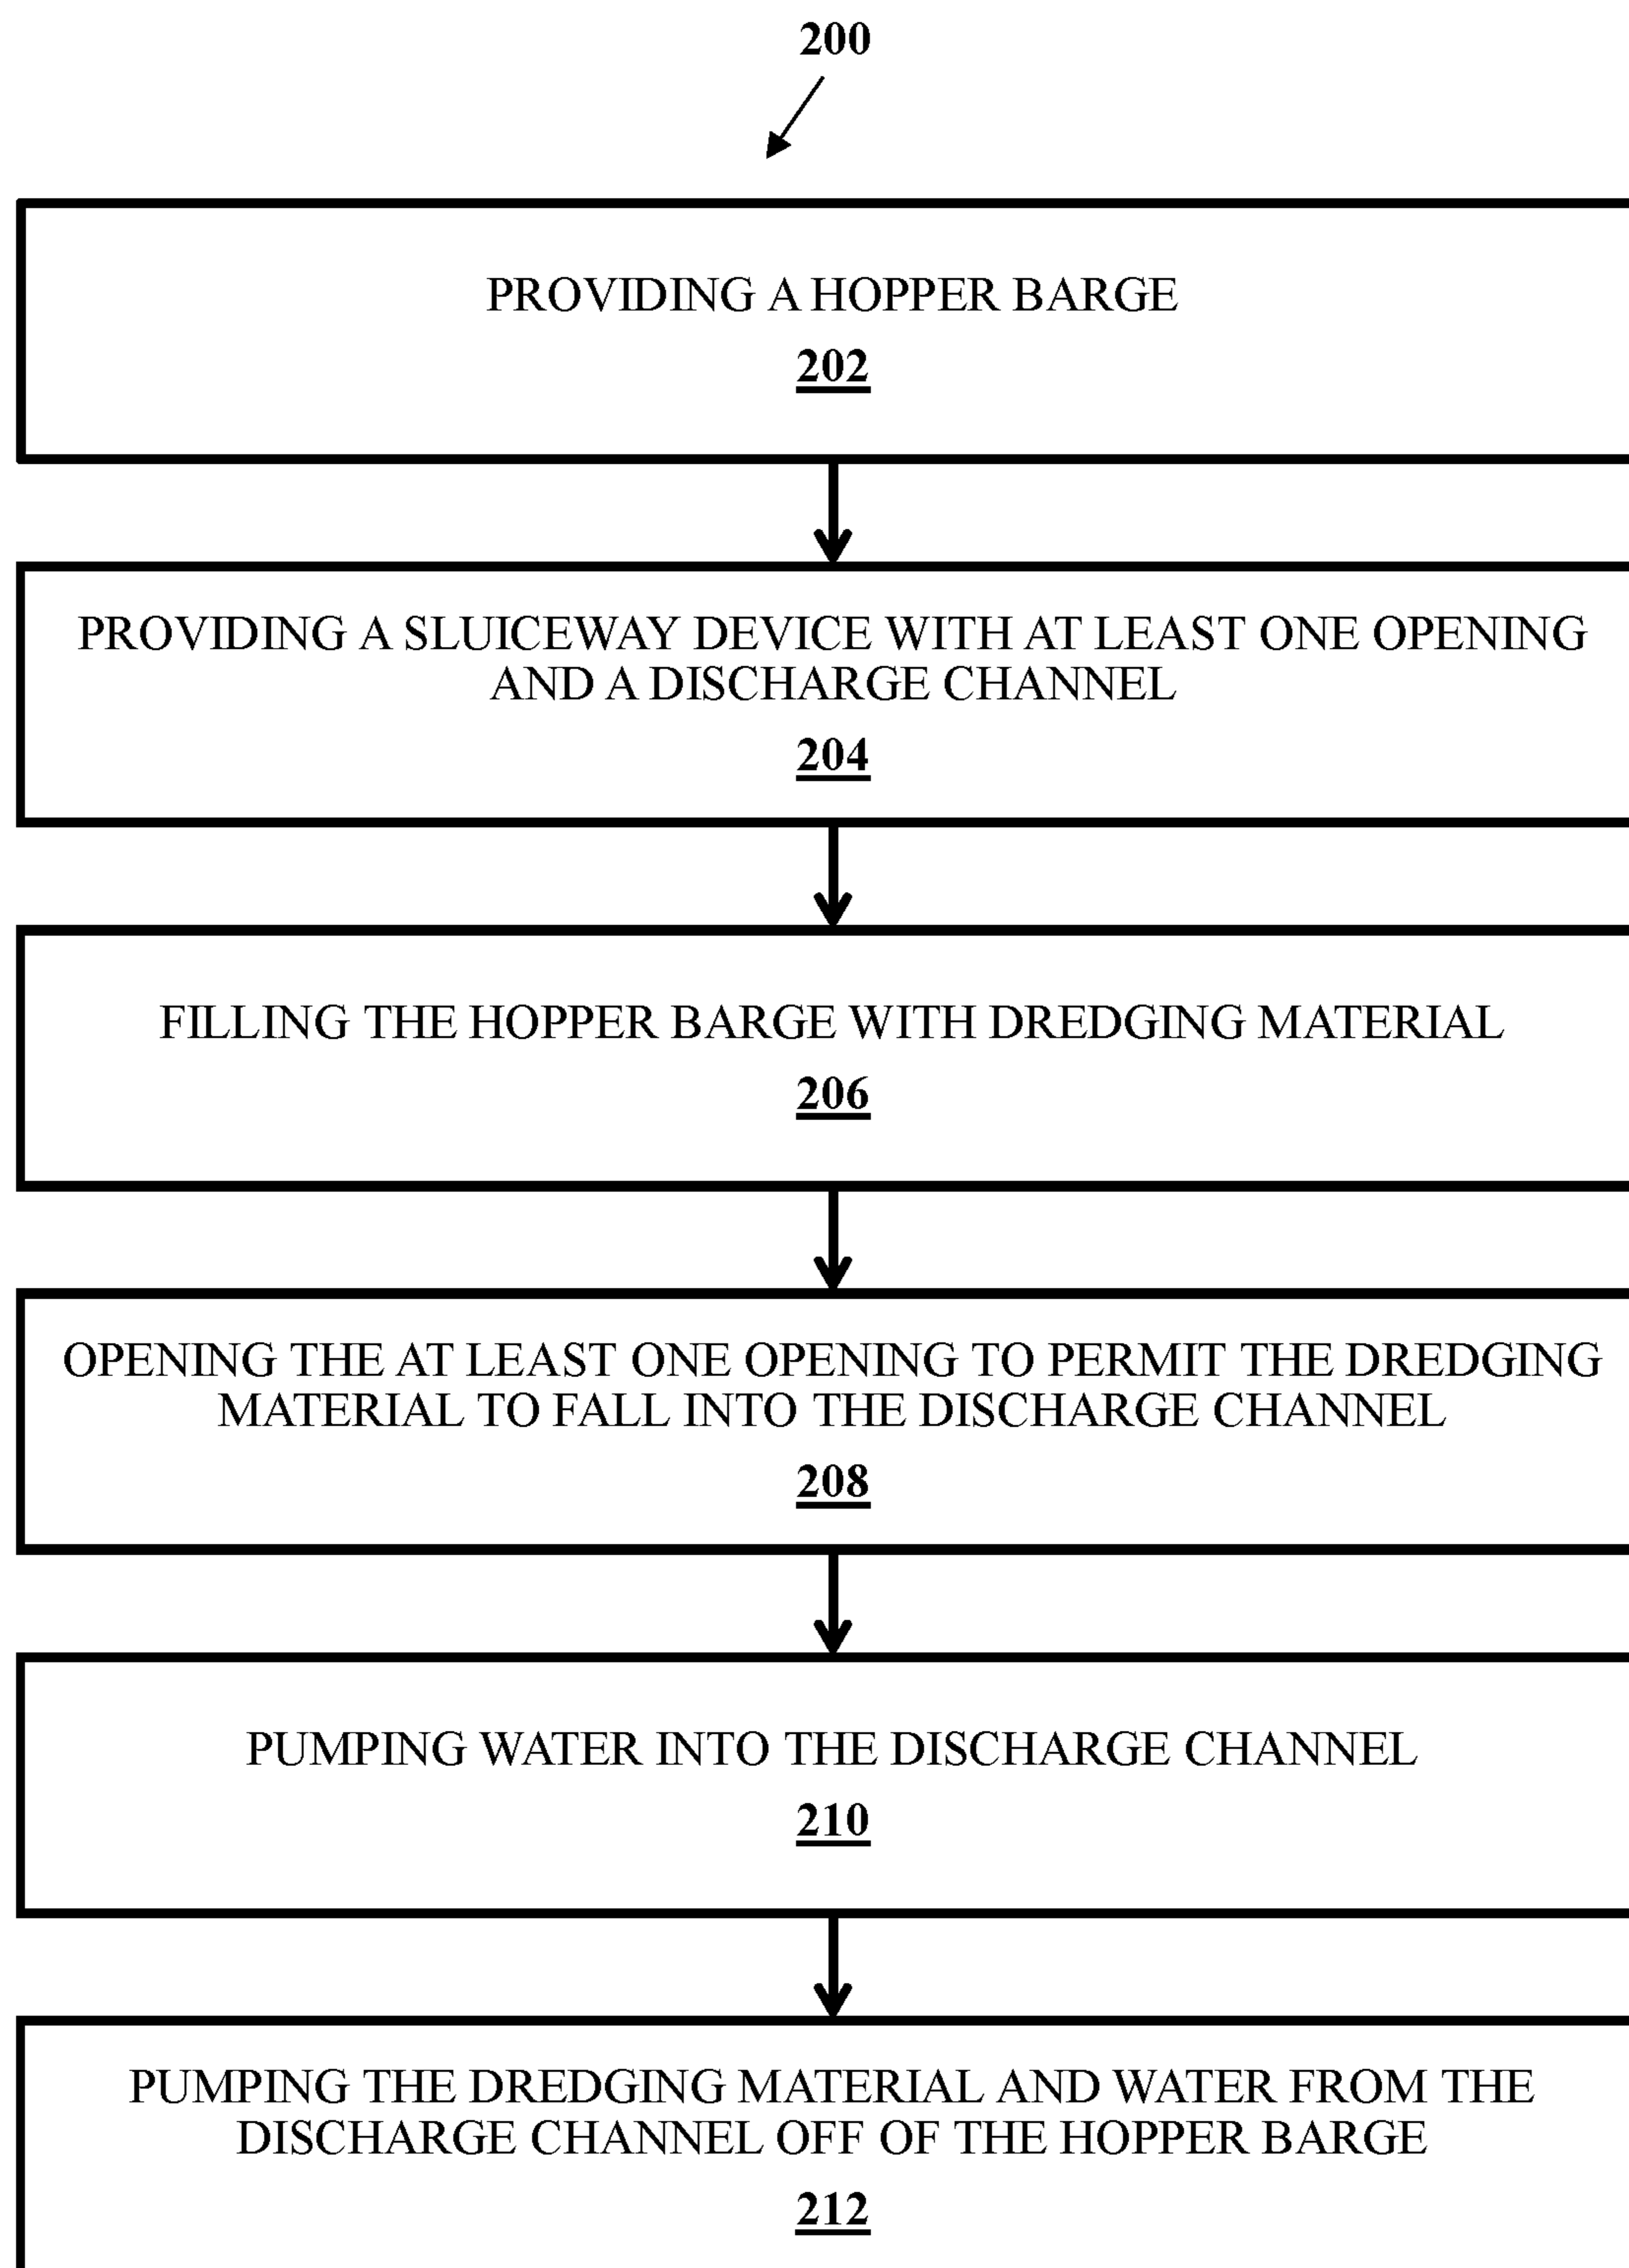 200
PROVIDING A HOPPER BARGE
202
PROVIDING A SLUICEWAY DEVICE WITH AT LEAST ONE OPENING
AND A DISCHARGE CHANNEL
204
FILLING THE HOPPER BARGE WITH DREDGING MATERIAL
206
OPENING THE AT LEAST ONE OPENING TO PERMIT THE DREDGING
MATERIAL TO FALL INTO THE DISCHARGE CHANNEL
208
PUMPING WATER INTO THE DISCHARGE CHANNEL
210
PUMPING THE DREDGING MATERIAL AND WATER FROM THE
DISCHARGE CHANNEL OFF OF THE HOPPER BARGE
212